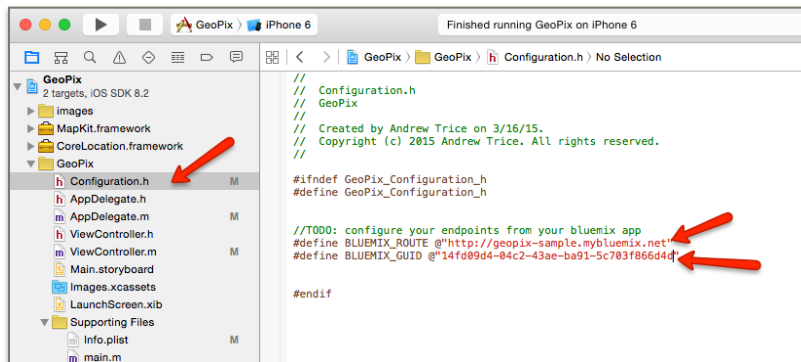 GeoPix 〉 iPhone 6
Finished running GeoPix on iPhone 6
GeoPix 〉 GeoPix 〉 Configuration.h 〉 No Selection
GeoPix
2 targets, iOS SDK 8.2
images
MapKit.framework
CoreLocation.framework
GeoPix
h Configuration.h M
h AppDelegate.h
m AppDelegate.m M
h ViewController.h
m ViewController.m M
Main.storyboard
Images.xcassets
LaunchScreen.xib
Supporting Files
Info.plist M
m main.m
//
// Configuration.h
// GeoPix
//
// Created by Andrew Trice on 3/16/15.
// Copyright (c) 2015 Andrew Trice. All rights reserved.
//
#ifndef GeoPix_Configuration_h
#define GeoPix_Configuration_h
//TODO: configure your endpoints from your bluemix app
#define BLUEMIX_ROUTE @"http://geopix-sample.mybluemix.net"
#define BLUEMIX_GUID @"14fd09d4-04c2-43ae-ba91-5c703f866d4d"
#endif